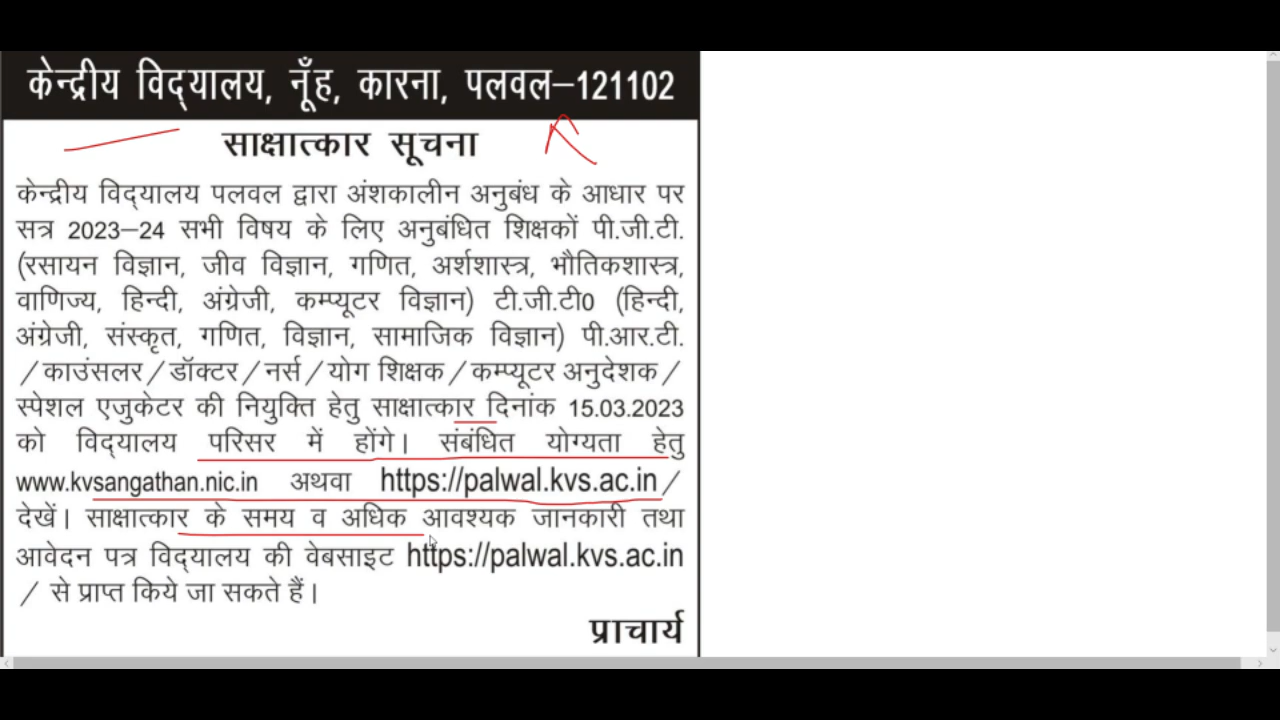 केन्द्रीय विद्यालय, नूँह, कारना, पलवल–121102
साक्षात्कार सूचना
केन्द्रीय विद्यालय पलवल द्वारा अंशकालीन अनुबंध के आधार पर
सत्र 2023–24 सभी विषय के लिए अनुबंधित शिक्षकों पी.जी.टी.
(रसायन विज्ञान, जीव विज्ञान, गणित, अर्शशास्त्र, भौतिकशास्त्र,
वाणिज्य, हिन्दी, अंग्रेजी, कम्प्यूटर विज्ञान) टी.जी.टी0 (हिन्दी,
अंग्रेजी, संस्कृत, गणित, विज्ञान, सामाजिक विज्ञान) पी.आर.टी.
/काउंसलर/डॉक्टर/नर्स/योग शिक्षक/कम्प्यूटर अनुदेशक/
स्पेशल एजुकेटर की नियुक्ति हेतु साक्षात्कार दिनांक 15.03.2023
को विद्यालय परिसर में होंगे। संबंधित योग्यता हेतु
www.kvsangathan.nic.in अथवा https://palwal.kvs.ac.in/
देखें। साक्षात्कार के समय व अधिक आवश्यक जानकारी तथा
आवेदन पत्र विद्यालय की वेबसाइट https://palwal.kvs.ac.in
/ से प्राप्त किये जा सकते हैं।
प्राचार्य